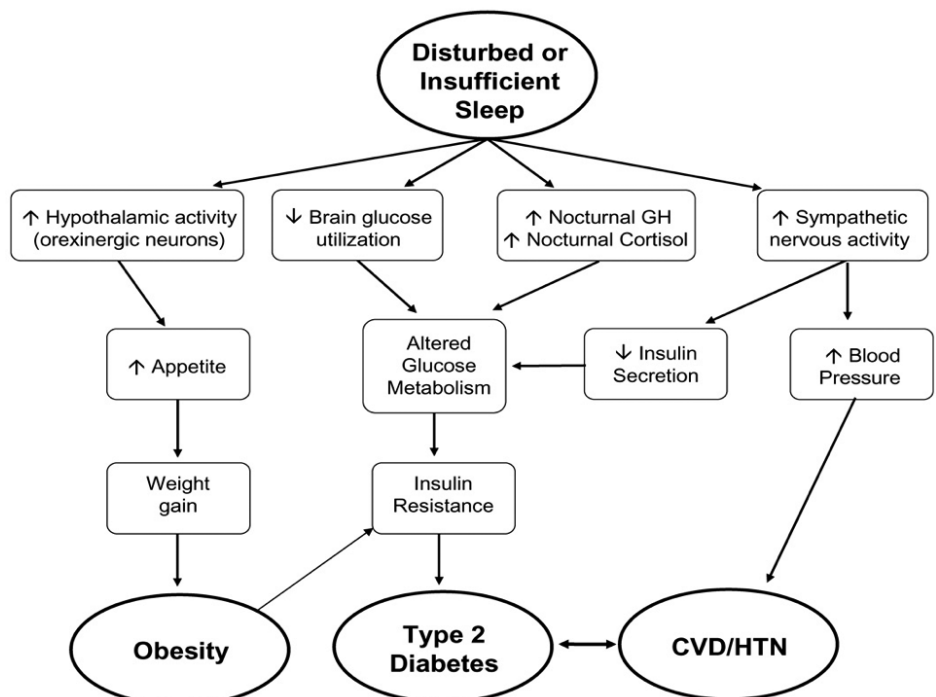 Disturbed or
Insufficient
Sleep
↑ Hypothalamic activity
(orexinergic neurons)
↓ Brain glucose
utilization
↑ Nocturnal GH
↑ Nocturnal Cortisol
↑ Sympathetic
nervous activity
↑ Appetite
Altered
Glucose
Metabolism
↓ Insulin
Secretion
↑ Blood
Pressure
Weight
gain
Insulin
Resistance
Obesity
Type 2
Diabetes
CVD/HTN